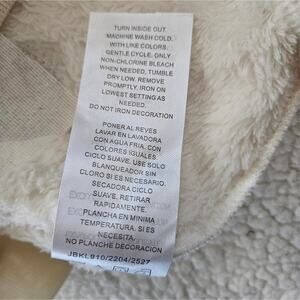 TURN INSIDE OUT.
MACHINE WASH COLD.
WITH LIKE COLORS.
GENTLE CYCLE. ONLY
NON-CHLORINE BLEACH
WHEN NEEDED, TUMBLE
DRY LOW. REMOVE
PROMPTLY, IRON ON
LOWEST SETTING AS
NEEDED.
DO NOT IRON DECORATION
PONER AL REVES
LAVAR EN LAVADORA
CON AGUA FRIA, CON
COLORES IGUALES
CICLO SUAVE. USE SOLO
BLANQUEADOR SIN
CLORO SI ES NECESARIO.
SECADORA CICLO
SUAVE, RETIRAR
RAPIDAMENTE.
PLANCHA EN MINIMA
TEMPERATURA. SI ES
NECESITA.
NO PLANCHE DECORACION
JBKL910/2204/2527